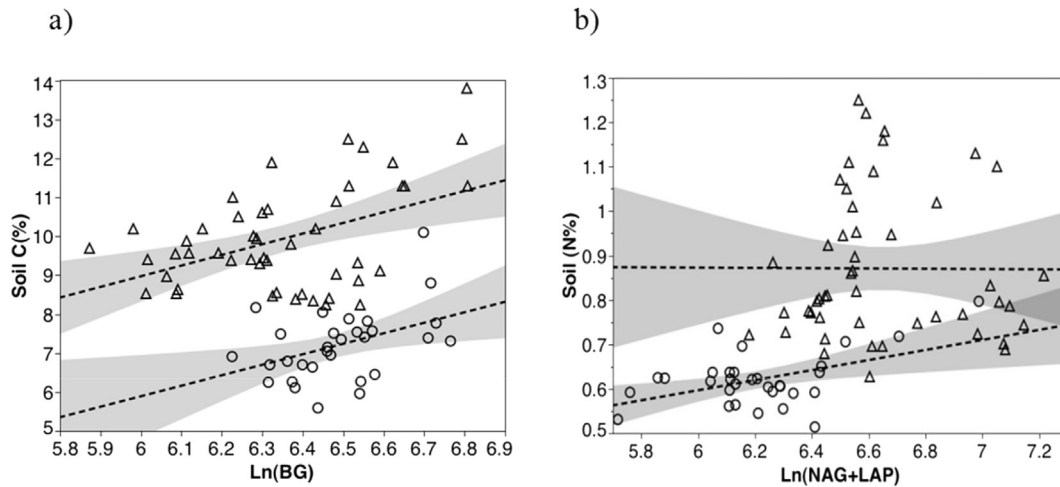 a)
b)
14
13
12
11
10
9
8
7
6
5
Soil C(%)
5.8 5.9 6 6.1 6.2 6.3 6.4 6.5 6.6 6.7 6.8 6.9
Ln(BG)
1.3
1.2
1.1
1
0.9
0.8
0.7
0.6
0.5
Soil (N%)
5.8 6 6.2 6.4 6.6 6.8 7 7.2
Ln(NAG+LAP)